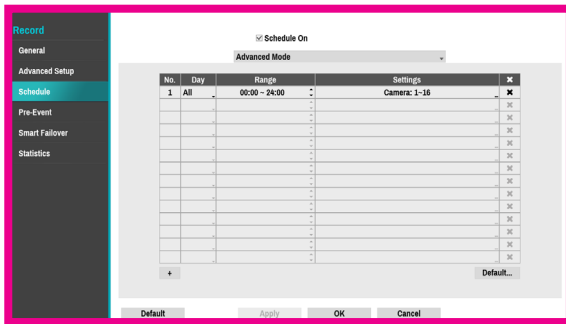 Record
General
Advanced Setup
Schedule
Pre-Event
Smart Failover
Statistics
Schedule On
Advanced Mode
No. Day Range Settings ✖
1 All 00:00 ~ 24:00 Camera: 1~16 ✖
+ Default...
Default Apply OK Cancel